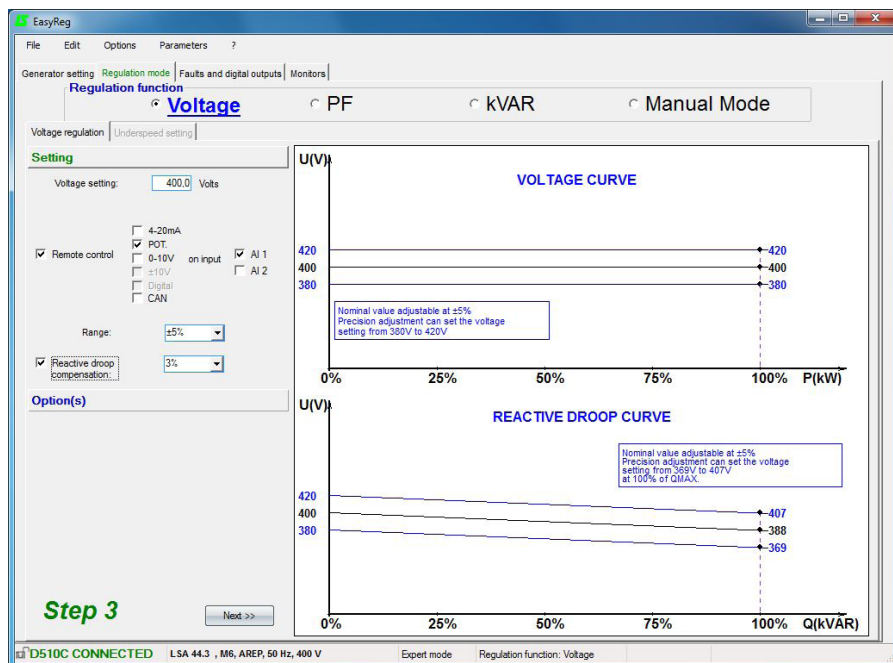 EasyReg
File Edit Options Parameters ?
Generator setting Regulation mode Faults and digital outputs Monitors
Regulation function
Voltage PF kVAR Manual Mode
Voltage regulation Underspeed setting
Setting
Voltage setting: 400,0 Volts
Remote control
4-20mA
POT.
0-10V on input
±10V
Digital
CAN
AI 1
AI 2
Range: ±5%
Reactive droop
compensation:
3%
Option(s)
Step 3
Next >>
U(V)
VOLTAGE CURVE
420 420
400 400
380 380
Nominal value adjustable at ±5%
Precision adjustment can set the voltage
setting from 380V to 420V
0% 25% 50% 75% 100% P(kW)
U(V)
REACTIVE DROOP CURVE
Nominal value adjustable at ±5%
Precision adjustment can set the voltage
setting from 369V to 407V
at 100% of QMAX.
420 407
400 388
380 369
0% 25% 50% 75% 100% Q(kVAR)
D510C CONNECTED LSA 44.3 , M6, AREP, 50 Hz, 400 V Expert mode Regulation function: Voltage